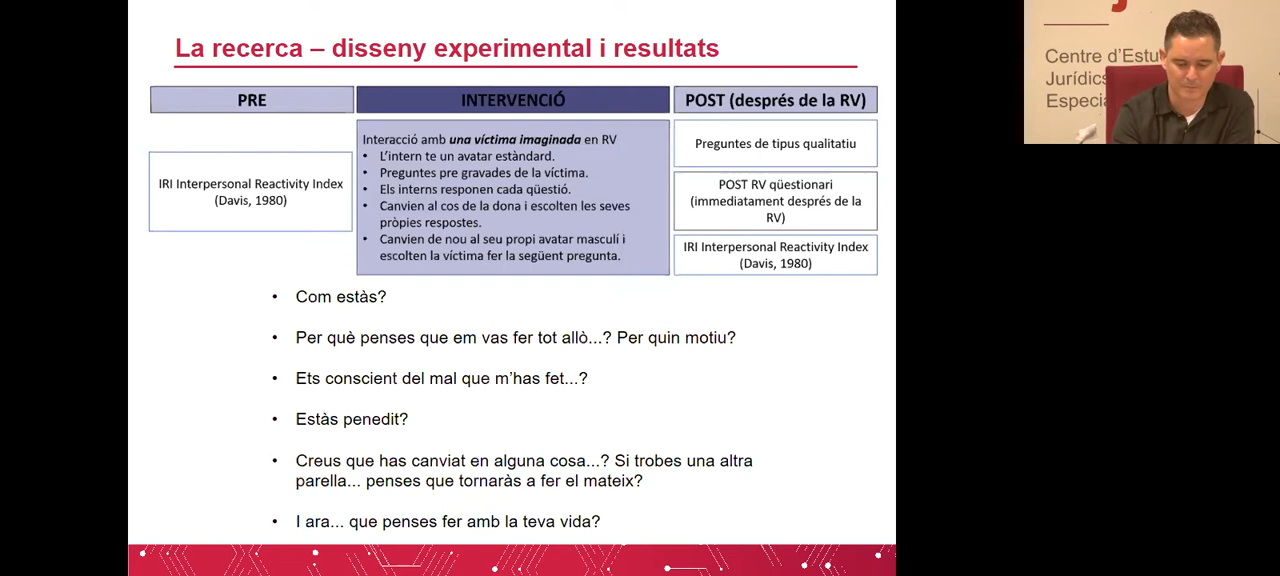 La recerca – disseny experimental i resultats
PRE
INTERVENCIÓ
POST (després de la RV)
IRI Interpersonal Reactivity Index
(Davis, 1980)
Interacció amb una víctima imaginada en RV
• L'intern te un avatar estàndard.
• Preguntes pre gravades de la víctima.
• Els interns responen cada qüestió.
• Canvien al cos de la dona i escolten les seves
pròpies respostes.
• Canvien de nou al seu propi avatar masculí i
escolten la víctima fer la següent pregunta.
Preguntes de tipus qualitatiu
POST RV qüestionari
(immediatament després de la
RV)
IRI Interpersonal Reactivity Index
(Davis, 1980)
• Com estàs?
• Per què penses que em vas fer tot allò...? Per quin motiu?
• Ets conscient del mal que m'has fet...?
• Estàs penedit?
• Creus que has canviat en alguna cosa...? Si trobes una altra
parella... penses que tornaràs a fer el mateix?
• I ara... que penses fer amb la teva vida?
Centre d'Estu
Jurídics
Especia